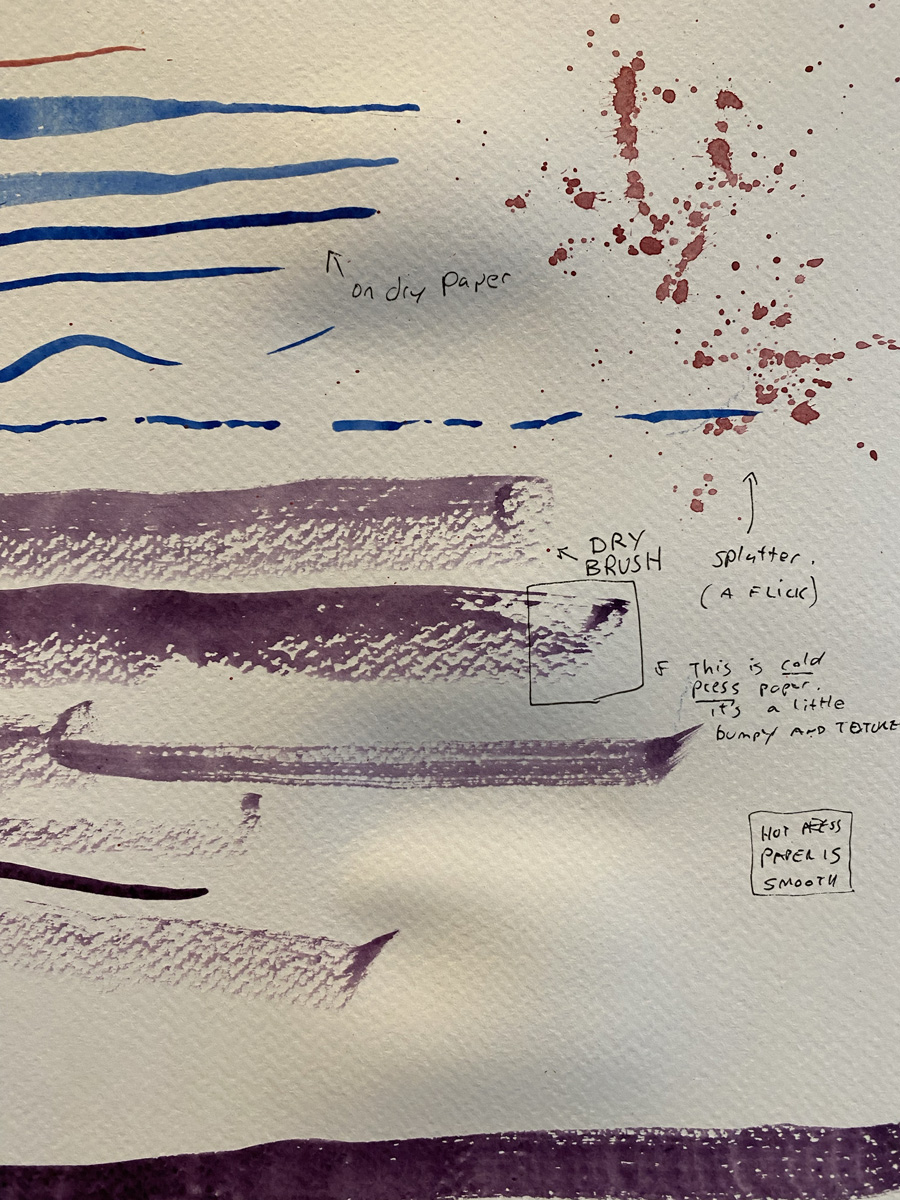 on dry Paper
DRY
BRUSH
splatter.
(A FLICK)
This is cold
press paper.
it's a little
bumpy AND TEXTURE
HOT PRESS
PAPER IS
SMOOTH